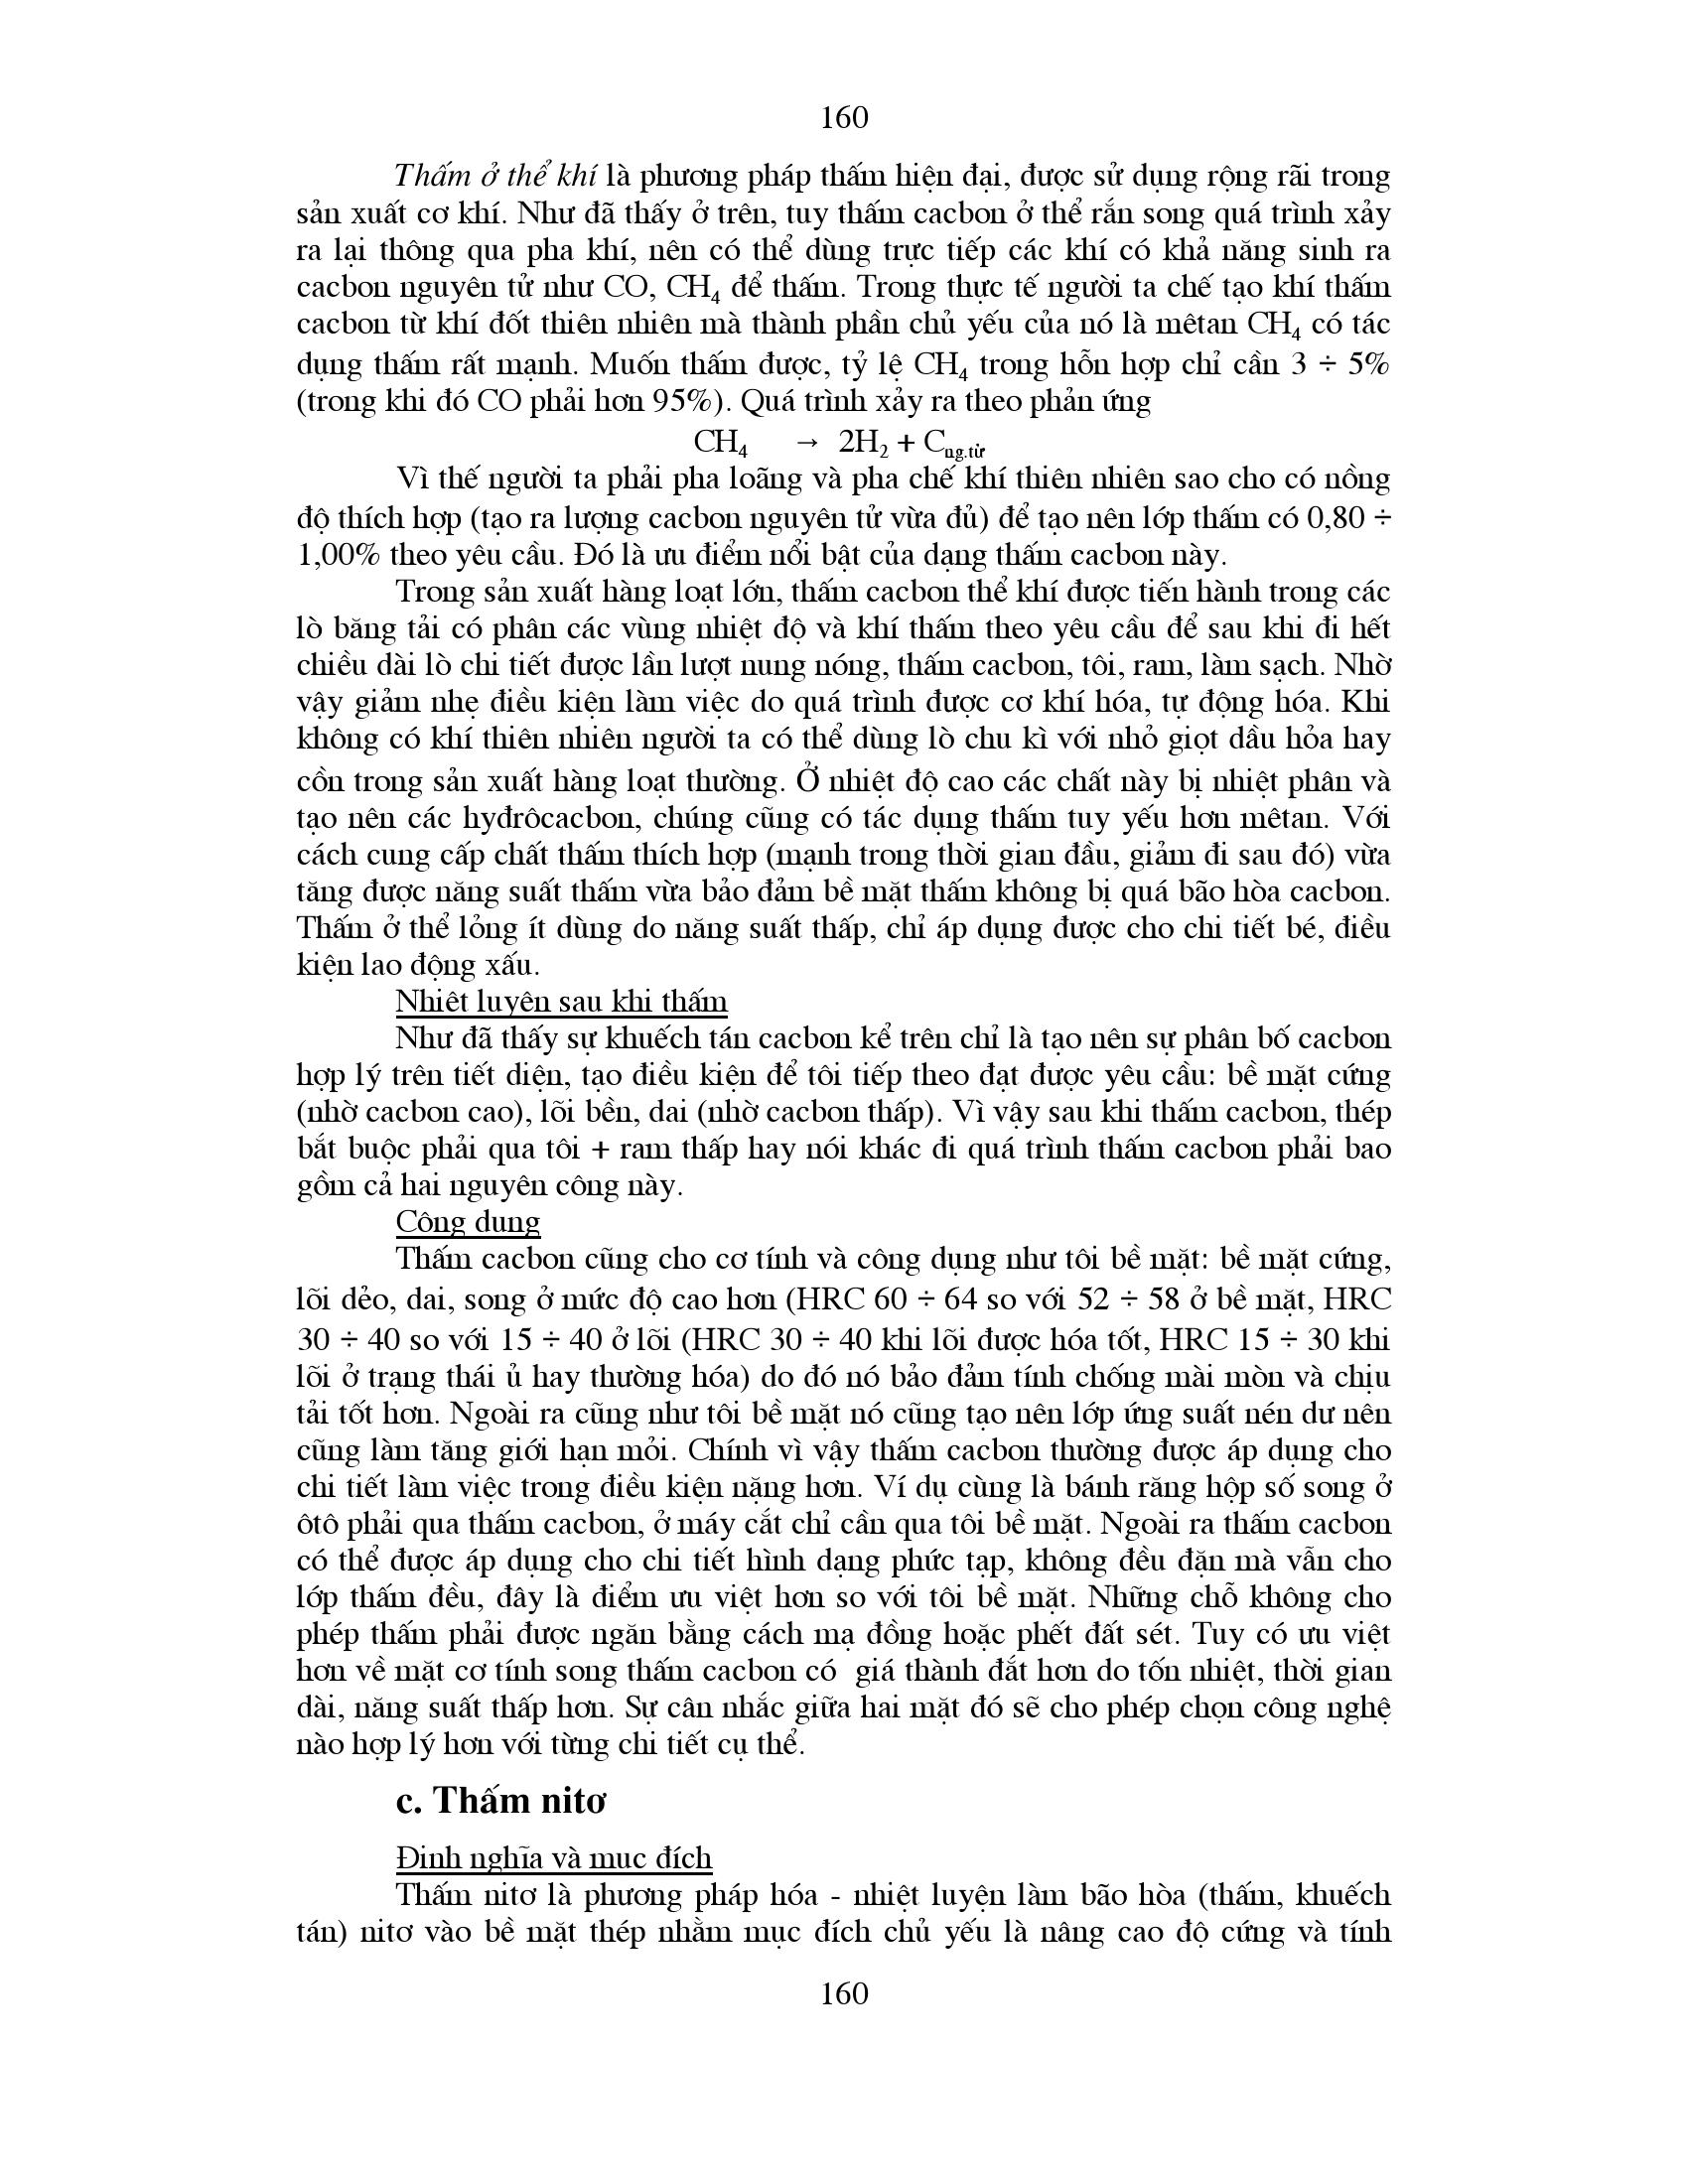 160
Thấm ở thể khí là phương pháp thấm hiện đại, được sử dụng rộng rãi trong
sản xuất cơ khí. Như đã thấy ở trên, tuy thấm cacbon ở thể rắn song quá trình xảy
ra lại thông qua pha khí, nên có thể dùng trực tiếp các khí có khả năng sinh ra
cacbon nguyên tử như CO, CH4 để thấm. Trong thực tế người ta chế tạo khí thấm
cacbon từ khí đốt thiên nhiên mà thành phần chủ yếu của nó là mêtan CH4 có tác
dụng thấm rất mạnh. Muốn thấm được, tỷ lệ CH4 trong hỗn hợp chỉ cần 3 ÷ 5%
(trong khi đó CO phải hơn 95%). Quá trình xảy ra theo phản ứng
CH4 → 2H2 + Cng.tử
Vì thế người ta phải pha loãng và pha chế khí thiên nhiên sao cho có nồng
độ thích hợp (tạo ra lượng cacbon nguyên tử vừa đủ) để tạo nên lớp thấm có 0,80 ÷
1,00% theo yêu cầu. Đó là ưu điểm nổi bật của dạng thấm cacbon này.
Trong sản xuất hàng loạt lớn, thấm cacbon thể khí được tiến hành trong các
lò băng tải có phân các vùng nhiệt độ và khí thấm theo yêu cầu để sau khi đi hết
chiều dài lò chi tiết được lần lượt nung nóng, thấm cacbon, tôi, ram, làm sạch. Nhờ
vậy giảm nhẹ điều kiện làm việc do quá trình được cơ khí hóa, tự động hóa. Khi
không có khí thiên nhiên người ta có thể dùng lò chu kì với nhỏ giọt dầu hỏa hay
cồn trong sản xuất hàng loạt thường. Ở nhiệt độ cao các chất này bị nhiệt phân và
tạo nên các hyđrôcacbon, chúng cũng có tác dụng thấm tuy yếu hơn mêtan. Với
cách cung cấp chất thấm thích hợp (mạnh trong thời gian đầu, giảm đi sau đó) vừa
tăng được năng suất thấm vừa bảo đảm bề mặt thấm không bị quá bão hòa cacbon.
Thấm ở thể lỏng ít dùng do năng suất thấp, chỉ áp dụng được cho chi tiết bé, điều
kiện lao động xấu.
Nhiệt luyện sau khi thấm
Như đã thấy sự khuếch tán cacbon kể trên chỉ là tạo nên sự phân bố cacbon
hợp lý trên tiết diện, tạo điều kiện để tôi tiếp theo đạt được yêu cầu: bề mặt cứng
(nhờ cacbon cao), lõi bền, dai (nhờ cacbon thấp). Vì vậy sau khi thấm cacbon, thép
bắt buộc phải qua tôi + ram thấp hay nói khác đi quá trình thấm cacbon phải bao
gồm cả hai nguyên công này.
Công dụng
Thấm cacbon cũng cho cơ tính và công dụng như tôi bề mặt: bề mặt cứng,
lõi dẻo, dai, song ở mức độ cao hơn (HRC 60 ÷ 64 so với 52 ÷ 58 ở bề mặt, HRC
30 ÷ 40 so với 15 ÷ 40 ở lõi (HRC 30 ÷ 40 khi lõi được hóa tốt, HRC 15 ÷ 30 khi
lõi ở trạng thái ủ hay thường hóa) do đó nó bảo đảm tính chống mài mòn và chịu
tải tốt hơn. Ngoài ra cũng như tôi bề mặt nó cũng tạo nên lớp ứng suất nén dư nên
cũng làm tăng giới hạn mỏi. Chính vì vậy thấm cacbon thường được áp dụng cho
chi tiết làm việc trong điều kiện nặng hơn. Ví dụ cùng là bánh răng hộp số song ở
ôtô phải qua thấm cacbon, ở máy cắt chỉ cần qua tôi bề mặt. Ngoài ra thấm cacbon
có thể được áp dụng cho chi tiết hình dạng phức tạp, không đều đặn mà vẫn cho
lớp thấm đều, đây là điểm ưu việt hơn so với tôi bề mặt. Những chỗ không cho
phép thấm phải được ngăn bằng cách mạ đồng hoặc phết đất sét. Tuy có ưu việt
hơn về mặt cơ tính song thấm cacbon có giá thành đắt hơn do tốn nhiệt, thời gian
dài, năng suất thấp hơn. Sự cân nhắc giữa hai mặt đó sẽ cho phép chọn công nghệ
nào hợp lý hơn với từng chi tiết cụ thể.
c. Thấm nitơ
Định nghĩa và mục đích
Thấm nitơ là phương pháp hóa - nhiệt luyện làm bão hòa (thấm, khuếch
tán) nitơ vào bề mặt thép nhằm mục đích chủ yếu là nâng cao độ cứng và tính
160